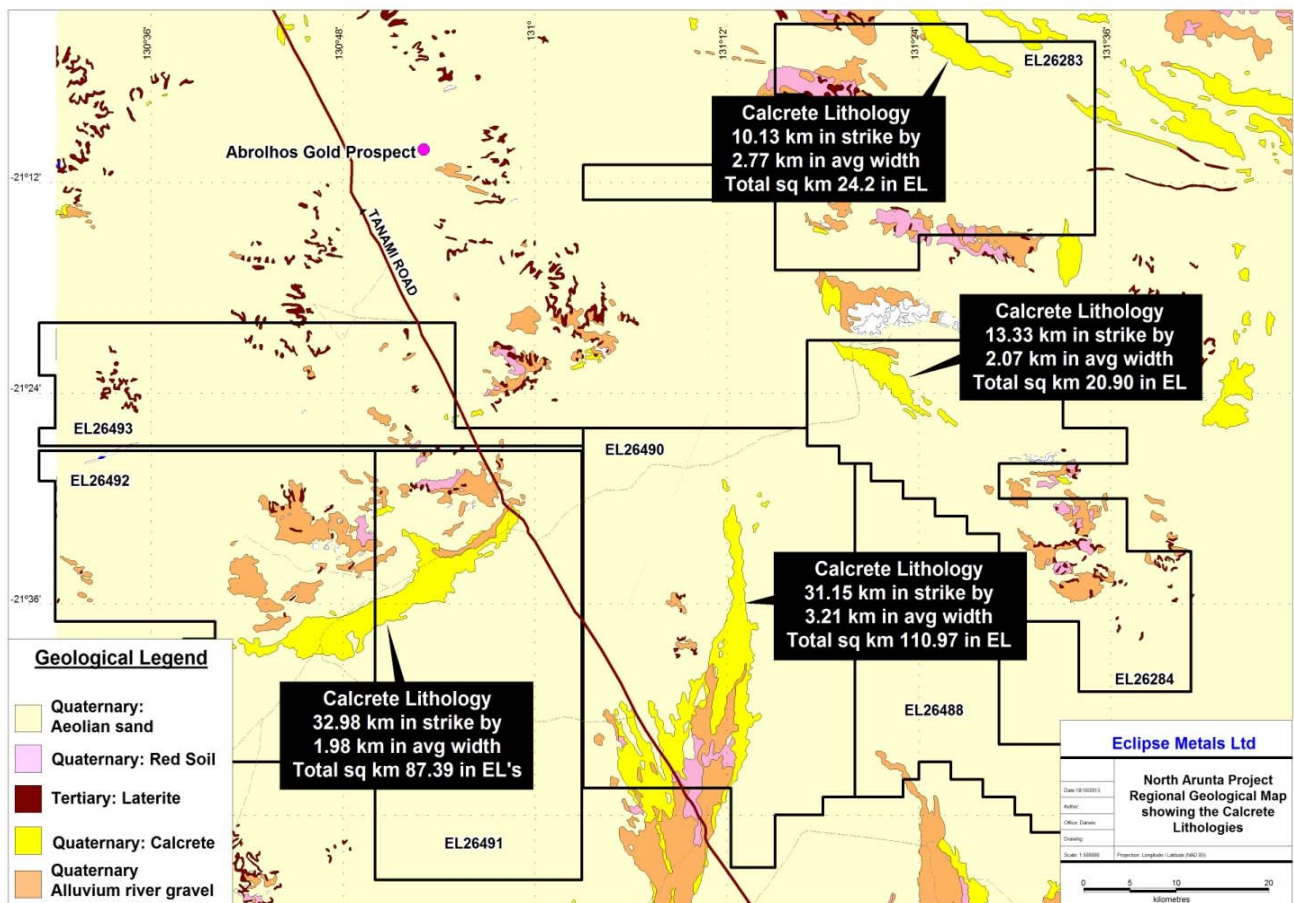 130°36'
130°48'
131°
131°12'
131°24'
131°36'
EL26283
Calcrete Lithology
10.13 km in strike by
2.77 km in avg width
Total sq km 24.2 in EL
Abrolhos Gold Prospect
-21°12'
TANAMI ROAD
Calcrete Lithology
13.33 km in strike by
2.07 km in avg width
Total sq km 20.90 in EL
-21°24'
EL26493
EL26490
EL26492
Calcrete Lithology
31.15 km in strike by
3.21 km in avg width
Total sq km 110.97 in EL
-21°36'
EL26284
EL26488
Calcrete Lithology
32.98 km in strike by
1.98 km in avg width
Total sq km 87.39 in EL's
EL26491
Geological Legend
Quaternary:
Aeolian sand
Quaternary: Red Soil
Tertiary: Laterite
Quaternary: Calcrete
Quaternary
Alluvium river gravel
Eclipse Metals Ltd
Author:
Office: Darwin
Drawing:
North Arunta Project
Regional Geological Map
showing the Calcrete
Lithologies
Projection: Longitude / Latitude
0 5 10 20
kilometres